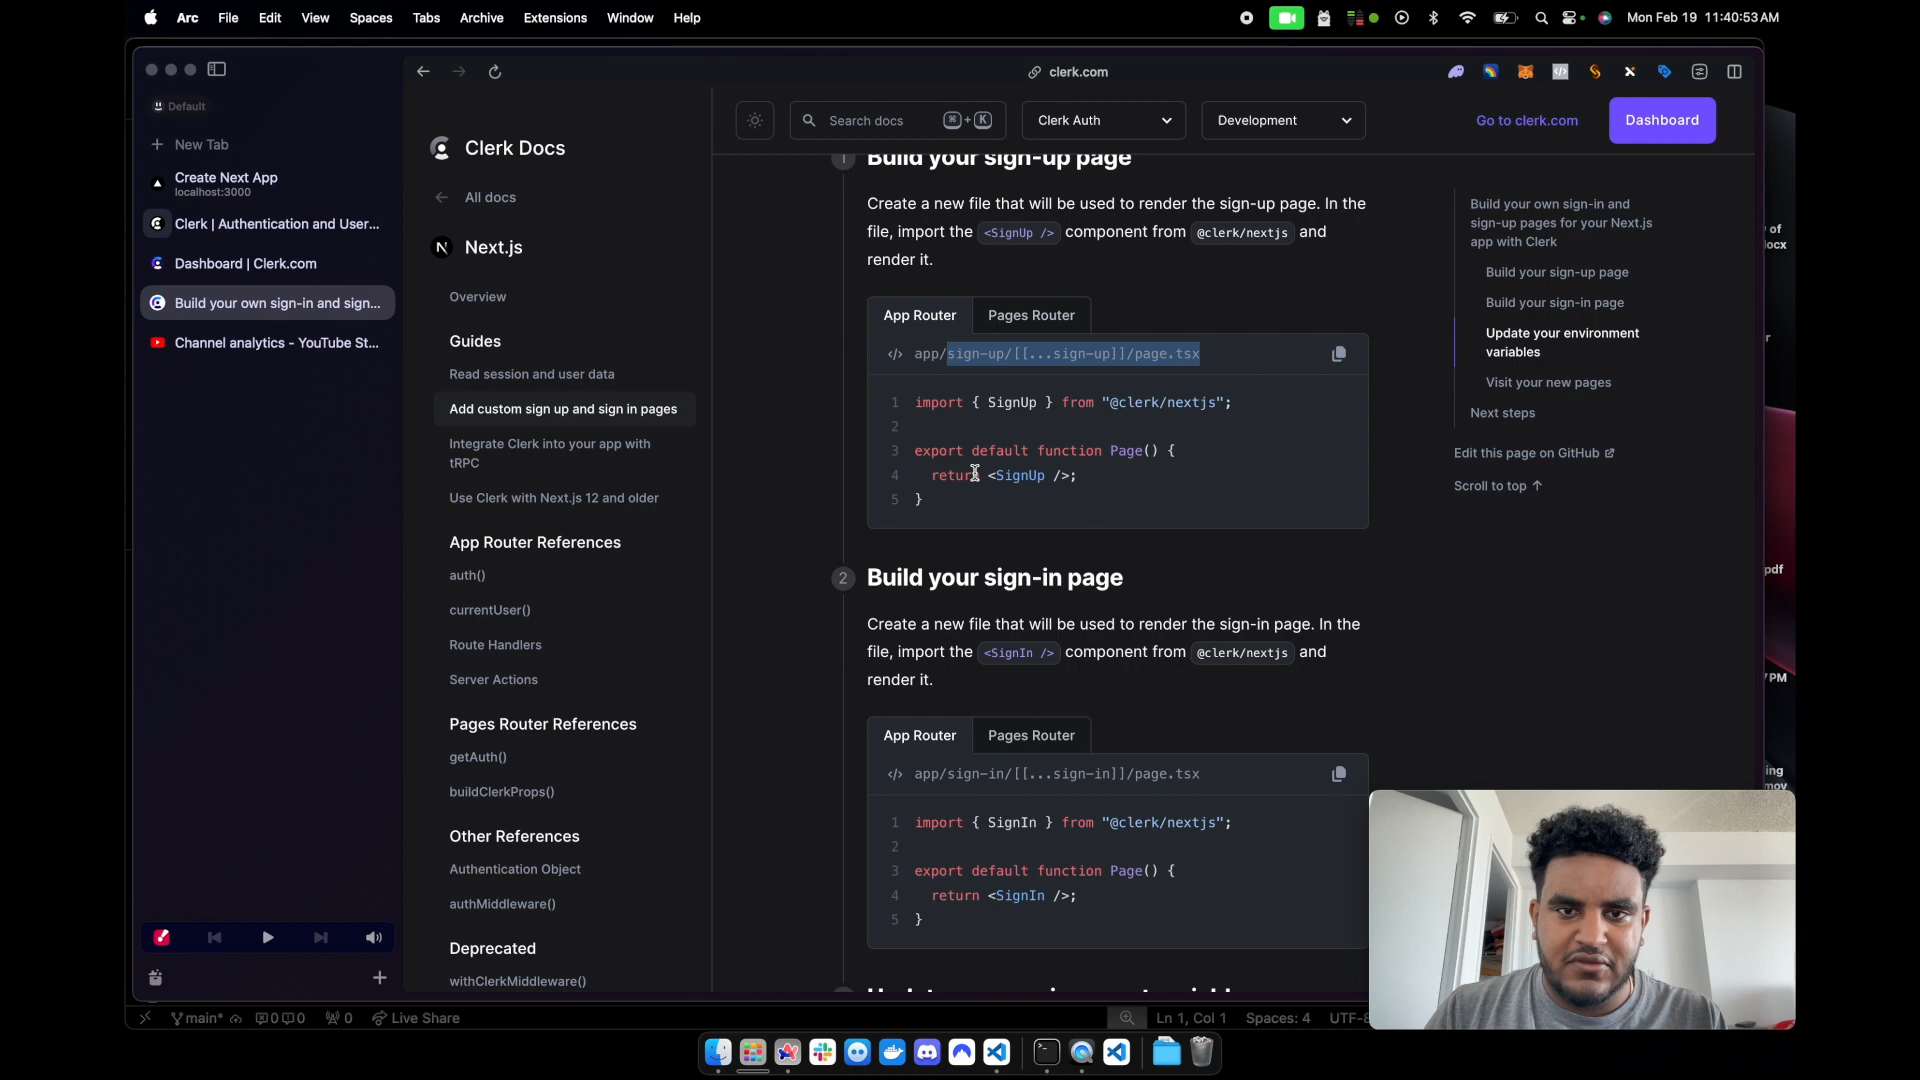 Arc File Edit View Spaces Tabs Archive Extensions Window Help
Mon Feb 19 11:40:53 AM
clerk.com
Default
New Tab
Create Next App
localhost:3000
Clerk | Authentication and User...
Dashboard | Clerk.com
Build your own sign-in and sign...
Channel analytics - YouTube St...
Clerk Docs
All docs
Next.js
Overview
Guides
Read session and user data
Add custom sign up and sign in pages
Integrate Clerk into your app with
tRPC
Use Clerk with Next.js 12 and older
App Router References
auth()
currentUser()
Route Handlers
Server Actions
Pages Router References
getAuth()
buildClerkProps()
Other References
Authentication Object
authMiddleware()
Deprecated
withClerkMiddleware()
Search docs ⌘ + K
Clerk Auth
Development
Go to clerk.com
Dashboard
1 Build your sign-up page
Create a new file that will be used to render the sign-up page. In the
file, import the <SignUp /> component from @clerk/nextjs and
render it.
App Router Pages Router
</> app/sign-up/[[...sign-up]]/page.tsx
1 import { SignUp } from "@clerk/nextjs";
2
3 export default function Page() {
4 return <SignUp />;
5 }
2 Build your sign-in page
Create a new file that will be used to render the sign-in page. In the
file, import the <SignIn /> component from @clerk/nextjs and
render it.
App Router Pages Router
</> app/sign-in/[[...sign-in]]/page.tsx
1 import { SignIn } from "@clerk/nextjs";
2
3 export default function Page() {
4 return <SignIn />;
5 }
Build your own sign-in and
sign-up pages for your Next.js
app with Clerk
Build your sign-up page
Build your sign-in page
Update your environment
variables
Visit your new pages
Next steps
Edit this page on GitHub
Scroll to top
of
ocx
r
pdf
7PM
ing
mov
main* 0 0 0 Live Share
Ln 1, Col 1 Spaces: 4 UTF-8